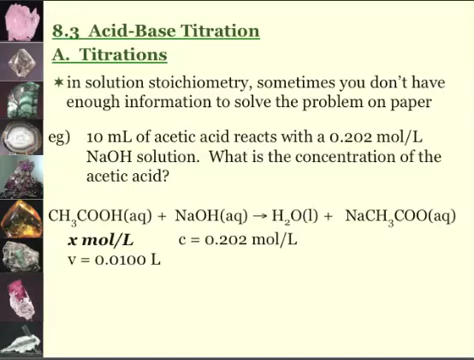 8.3 Acid-Base Titration
A. Titrations
✶in solution stoichiometry, sometimes you don't have
enough information to solve the problem on paper
eg) 10 mL of acetic acid reacts with a 0.202 mol/L
NaOH solution. What is the concentration of the
acetic acid?
CH₃COOH(aq) + NaOH(aq) → H₂O(l) + NaCH₃COO(aq)
x mol/L c = 0.202 mol/L
v = 0.0100 L